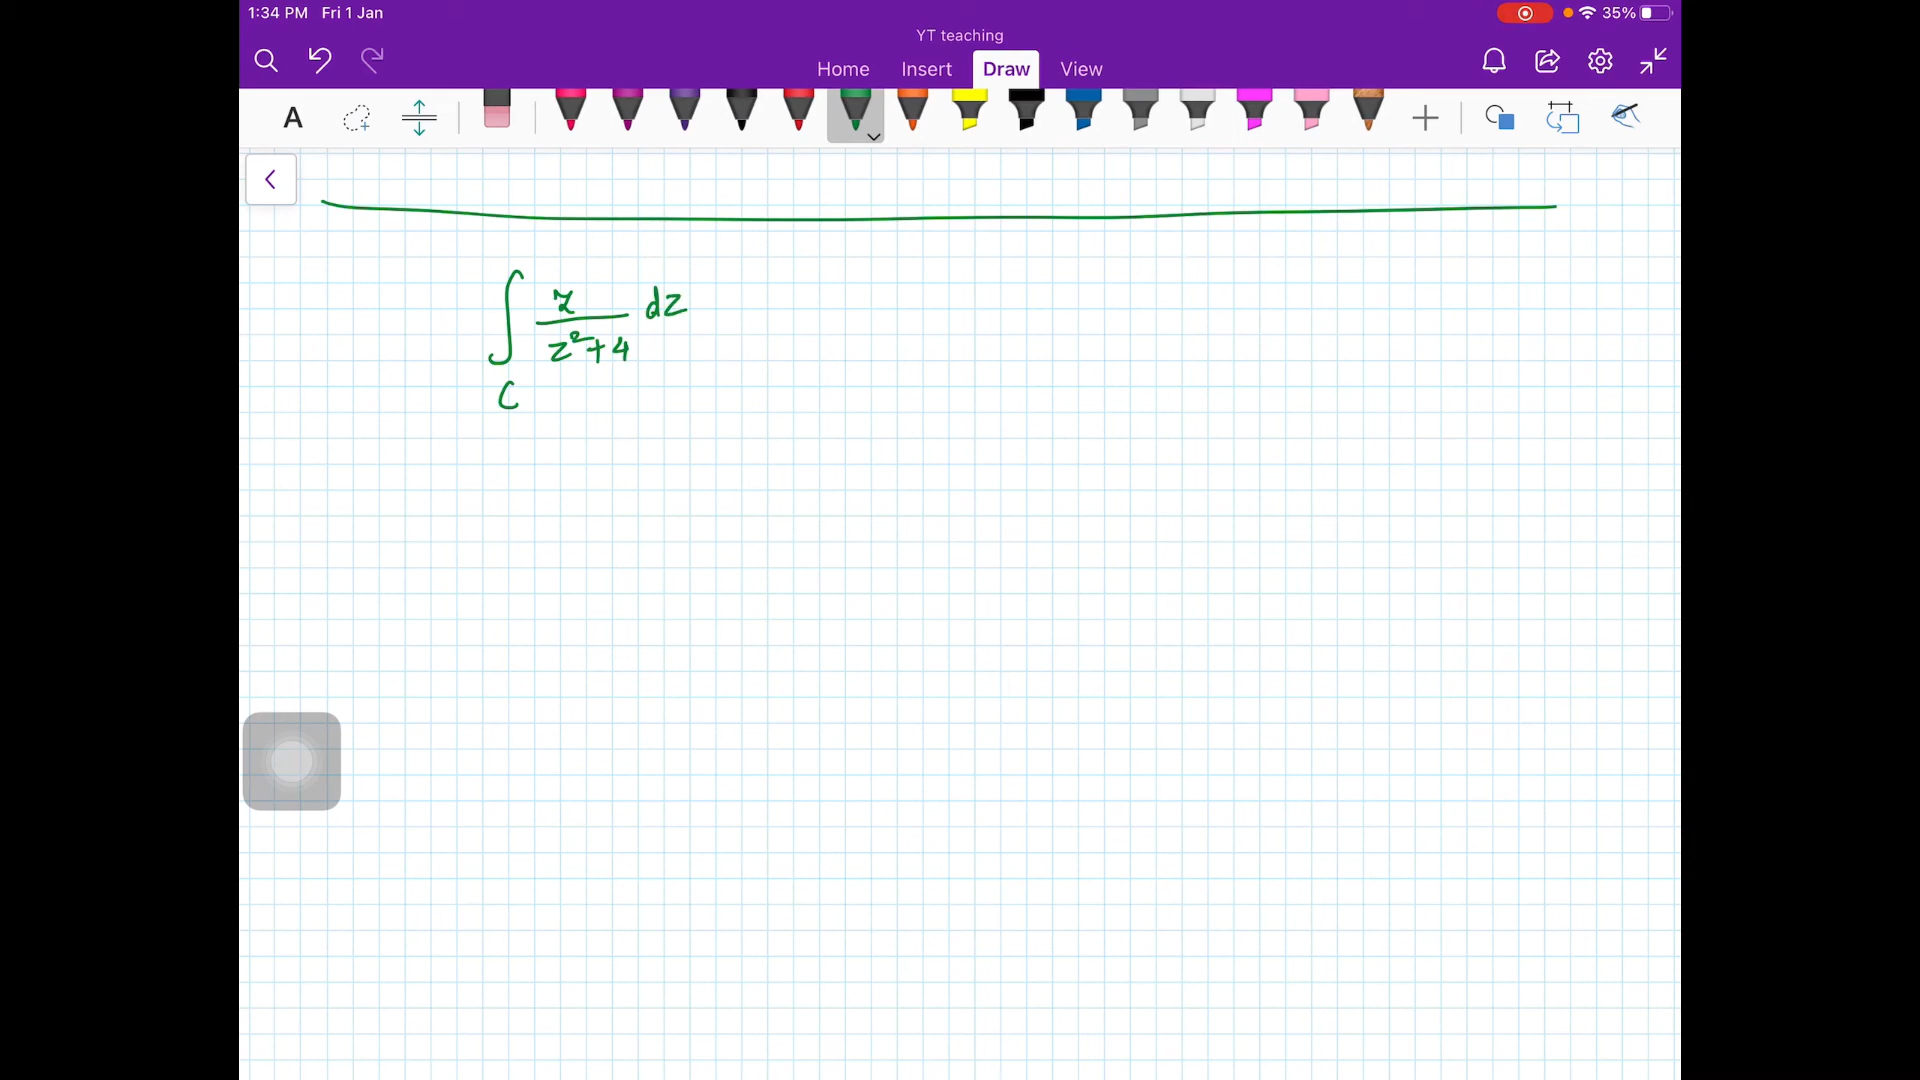 1:34 PM Fri 1 Jan 35%
YT teaching
Home Insert Draw View
A
∫ z/(z²+4) dz
C